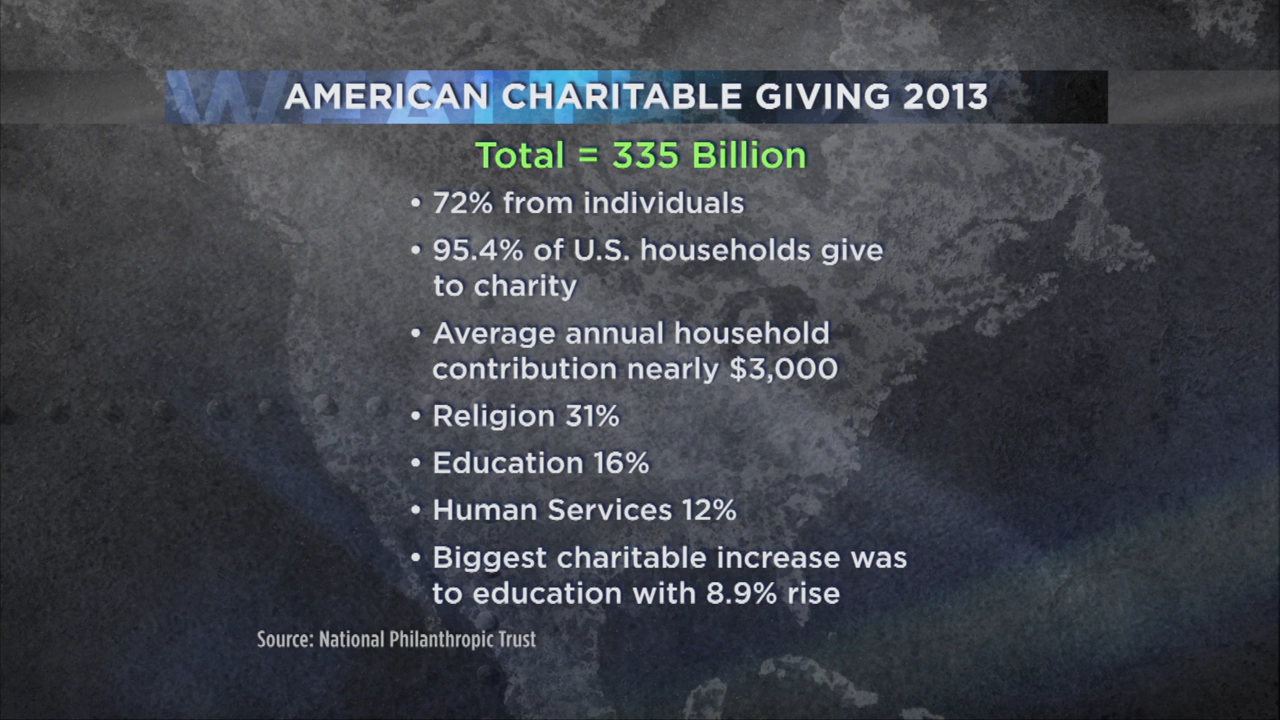 AMERICAN CHARITABLE GIVING 2013
Total = 335 Billion
• 72% from individuals
• 95.4% of U.S. households give
to charity
• Average annual household
contribution nearly $3,000
• Religion 31%
• Education 16%
• Human Services 12%
• Biggest charitable increase was
to education with 8.9% rise
Source: National Philanthropic Trust